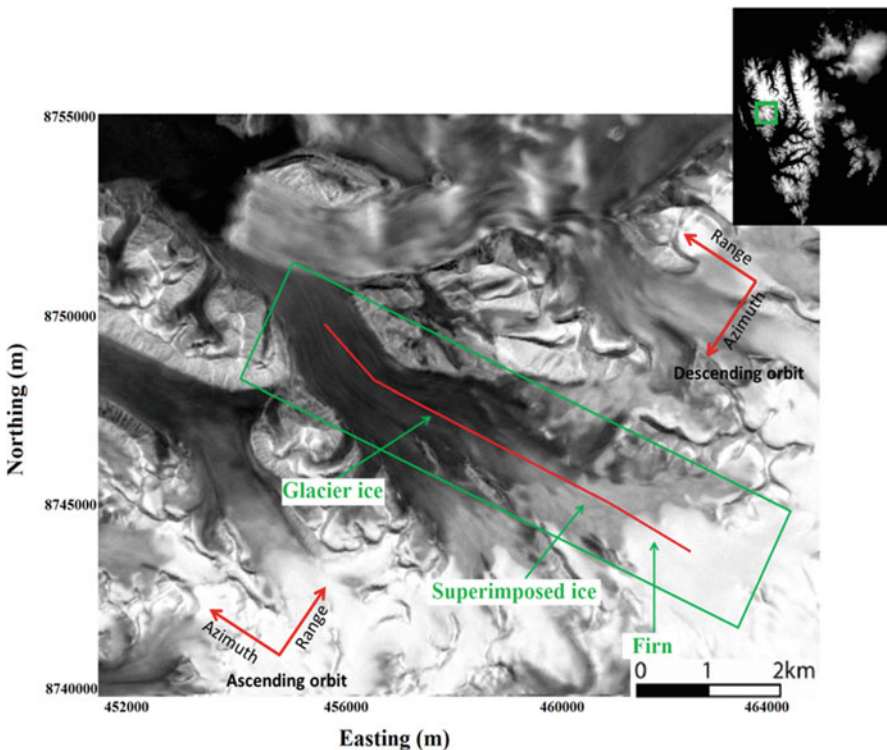 8755000
Range
Azimuth
Descending orbit
8750000
Northing (m)
Glacier ice
8745000
Superimposed ice
Firn
Azimuth
Range
Ascending orbit
0 1 2km
8740000
452000 456000 460000 464000
Easting (m)